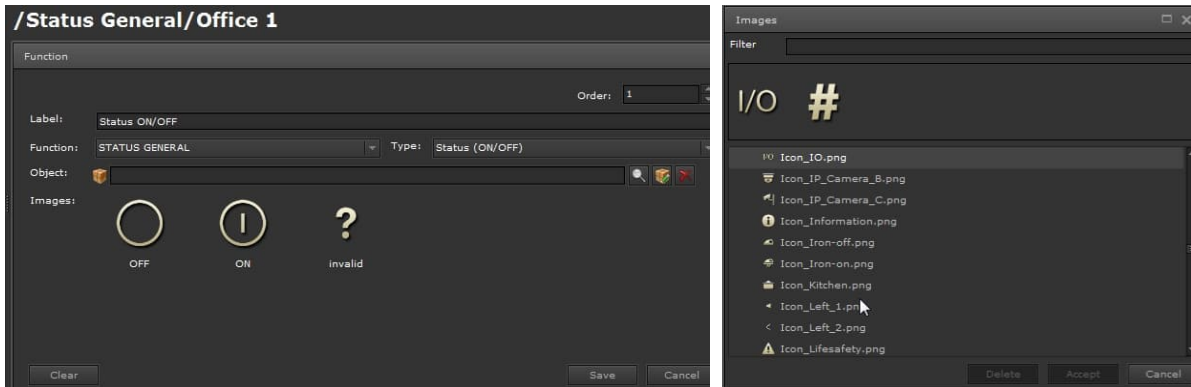 /Status General/Office 1
Function
Order: 1
Label: Status ON/OFF
Function: STATUS GENERAL Type: Status (ON/OFF)
Object:
Images:
?
OFF ON invalid
Clear Save Cancel
Images
Filter
I/O #
I/O Icon_IO.png
Icon_IP_Camera_B.png
Icon_IP_Camera_C.png
Icon_Information.png
Icon_Iron-off.png
Icon_Iron-on.png
Icon_Kitchen.png
Icon_Left_1.png
Icon_Left_2.png
Icon_Lifesafety.png
Delete Accept Cancel